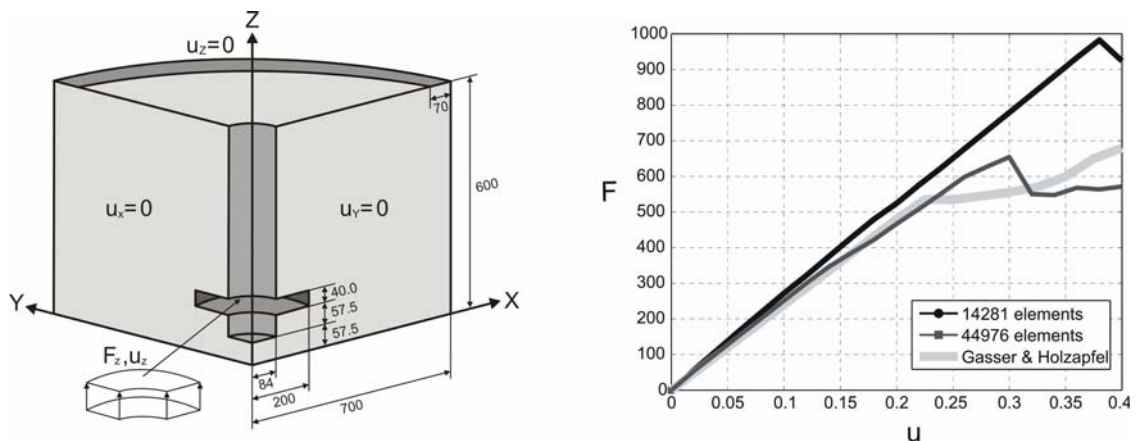 Z
u_z=0
70
600
u_x=0
u_Y=0
Y
X
40.0
57.5
57.5
F_z,u_z
84
200
700
1000
900
800
700
600
500
400
300
200
100
0
F
14281 elements
44976 elements
Gasser & Holzapfel
0 0.05 0.1 0.15 0.2 0.25 0.3 0.35 0.4
u